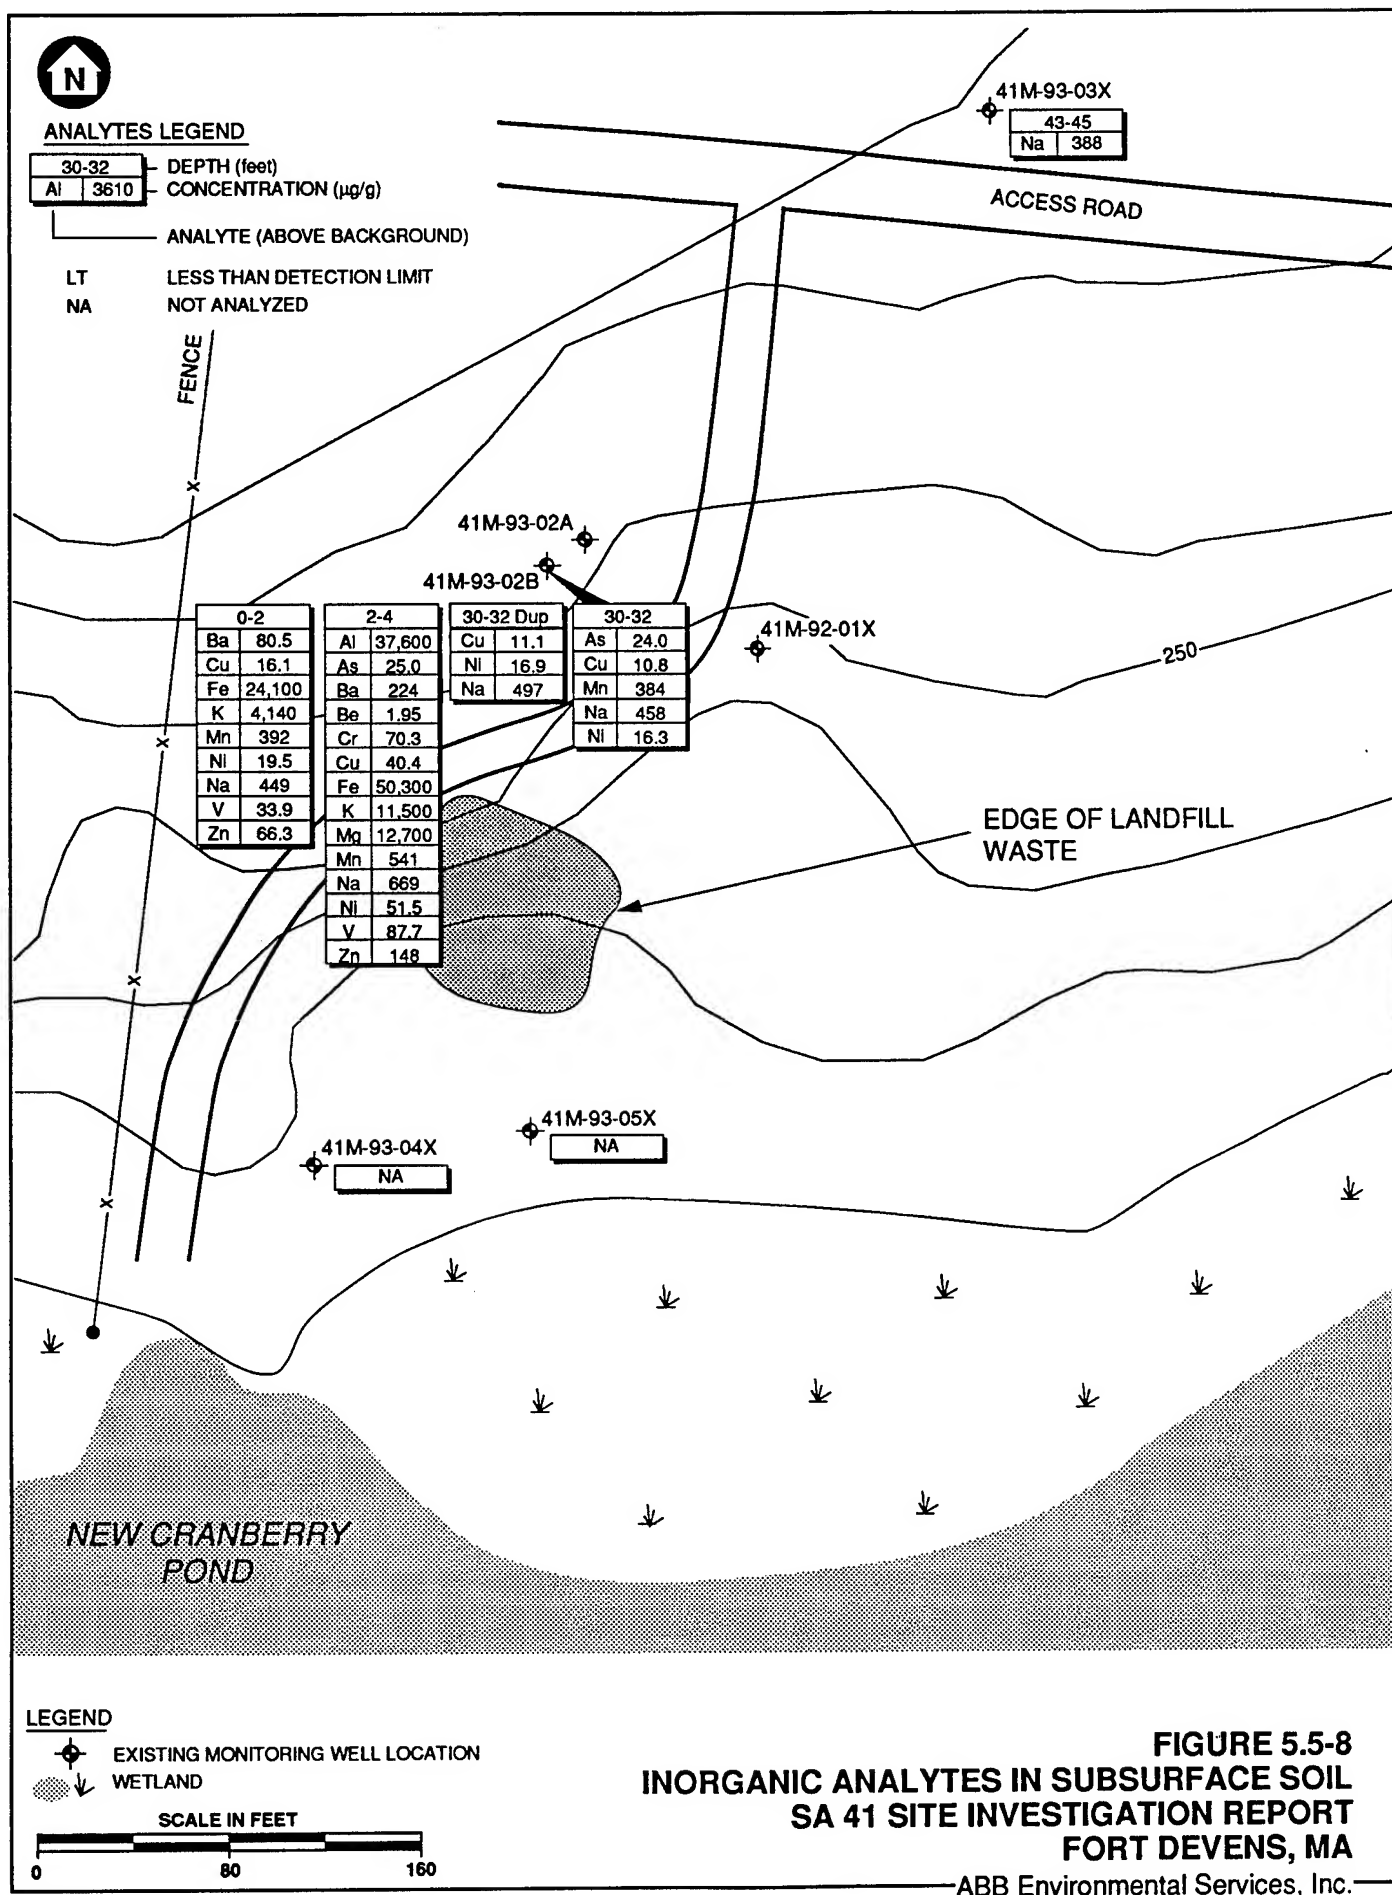 N
ANALYTES LEGEND
30-32 DEPTH (feet)
Al 3610 CONCENTRATION (µg/g)
ANALYTE (ABOVE BACKGROUND)
LT LESS THAN DETECTION LIMIT
NA NOT ANALYZED
41M-93-03X
43-45
Na 388
ACCESS ROAD
FENCE
X
X
X
X
41M-93-02A
41M-93-02B
41M-92-01X
250
0-2
Ba 80.5
Cu 16.1
Fe 24,100
K 4,140
Mn 392
Ni 19.5
Na 449
V 33.9
Zn 66.3
2-4
Al 37,600
As 25.0
Ba 224
Be 1.95
Cr 70.3
Cu 40.4
Fe 50,300
K 11,500
Mg 12,700
Mn 541
Na 669
Ni 51.5
V 87.7
Zn 148
30-32 Dup
Cu 11.1
Ni 16.9
Na 497
30-32
As 24.0
Cu 10.8
Mn 384
Na 458
Ni 16.3
EDGE OF LANDFILL
WASTE
41M-93-05X
NA
41M-93-04X
NA
NEW CRANBERRY
POND
LEGEND
EXISTING MONITORING WELL LOCATION
WETLAND
SCALE IN FEET
0 80 160
FIGURE 5.5-8
INORGANIC ANALYTES IN SUBSURFACE SOIL
SA 41 SITE INVESTIGATION REPORT
FORT DEVENS, MA
ABB Environmental Services, Inc.